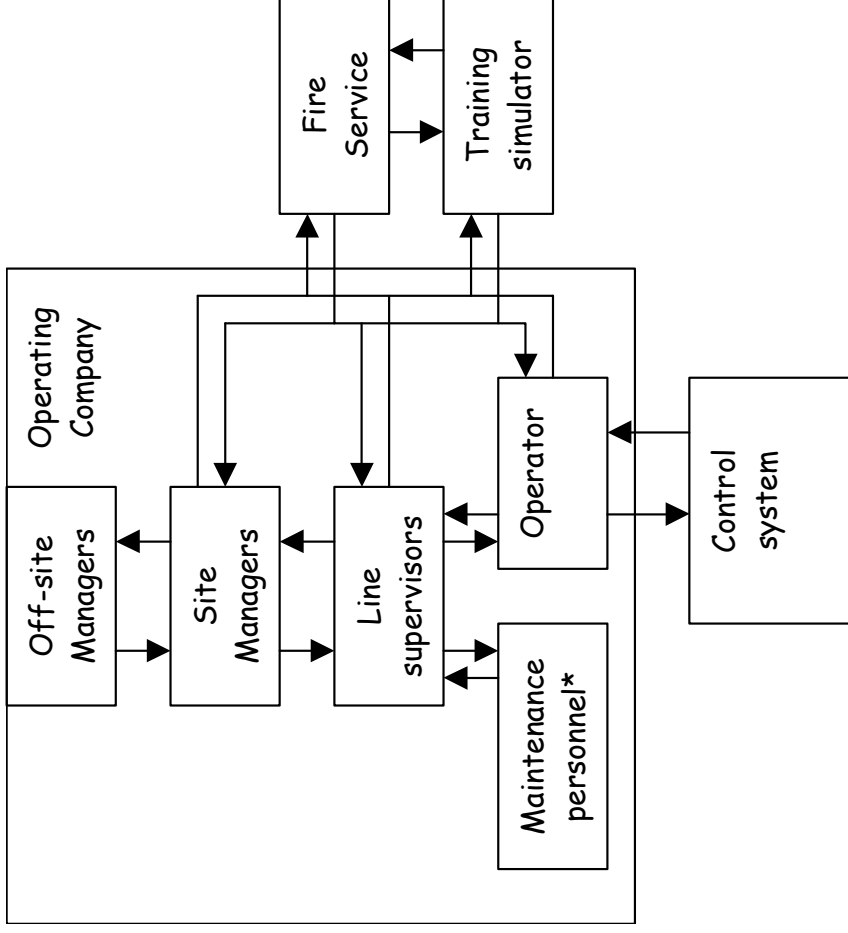 Operating
Company
Off-site
Managers
Site
Managers
Line
supervisors
Operator
Maintenance
personnel*
Control
system
Fire
Service
Training
simulator